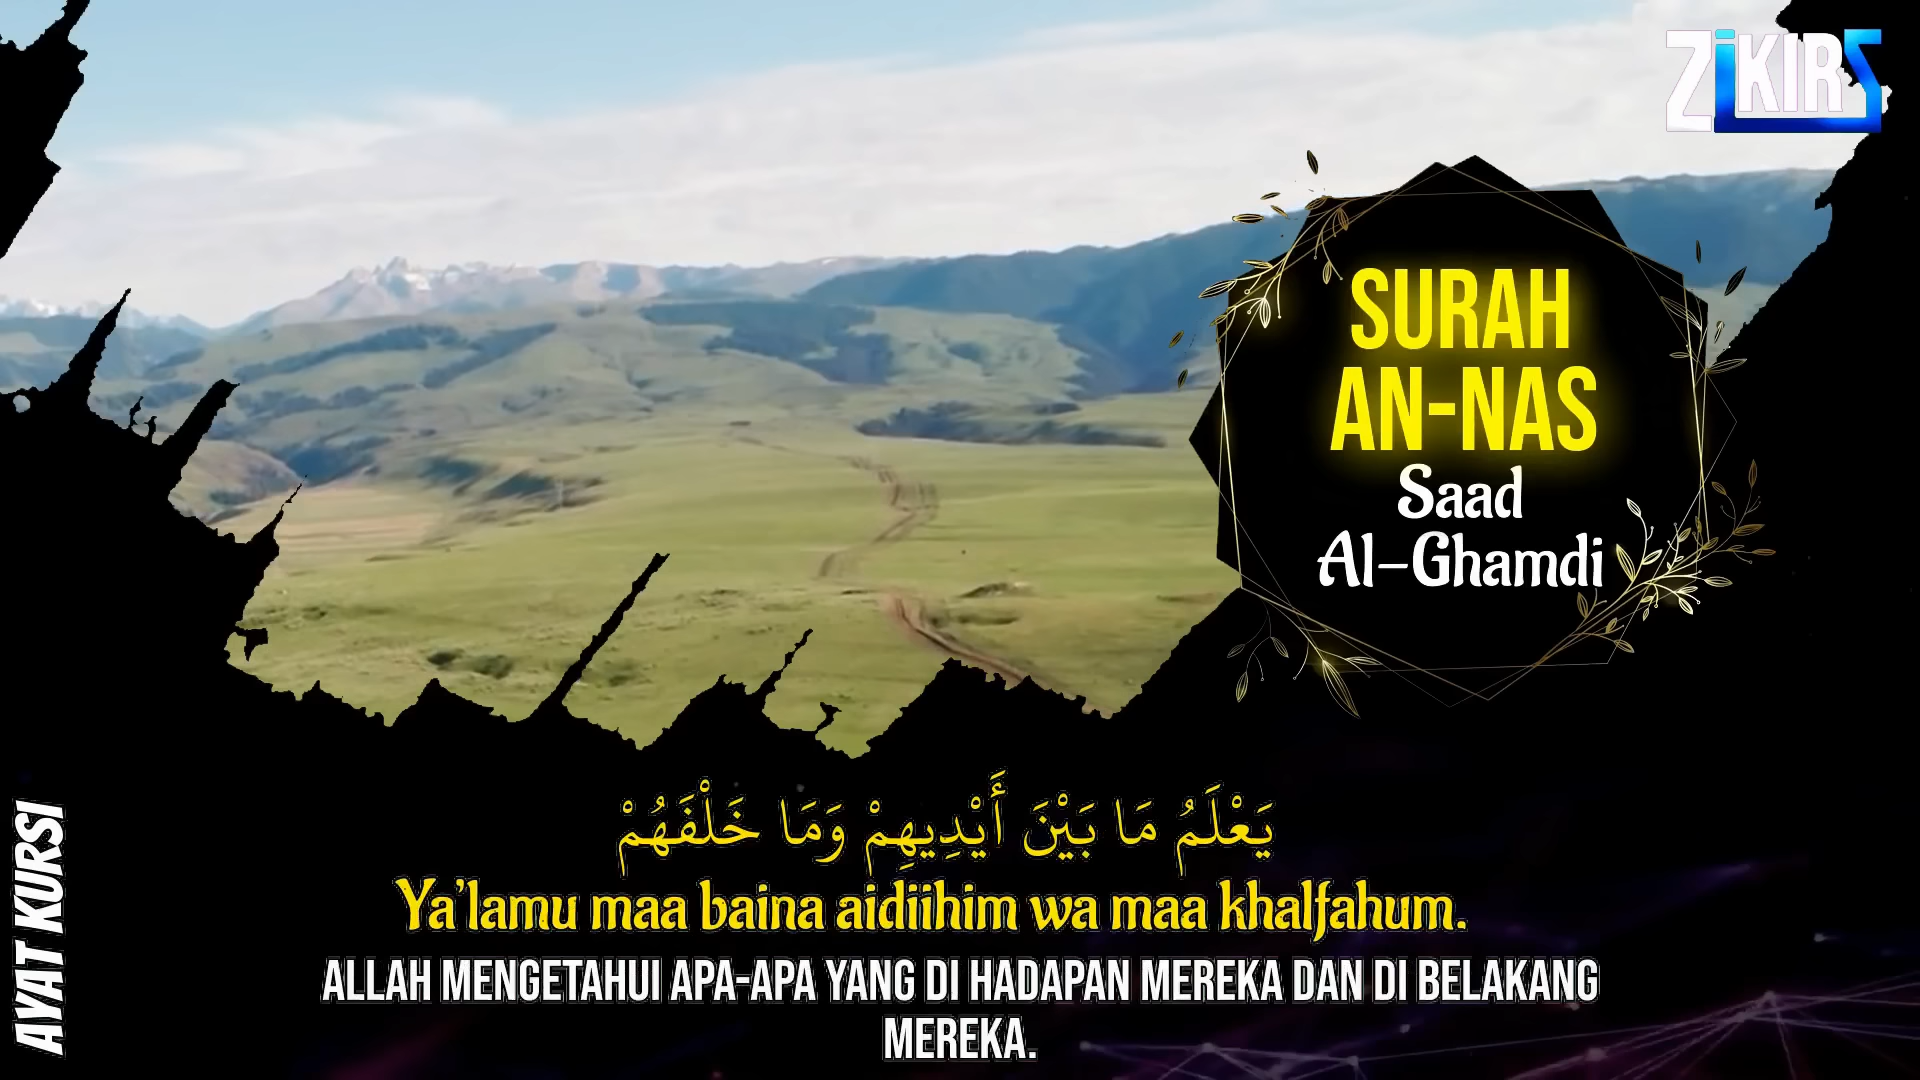 ZiKIRS
SURAH
AN-NAS
Saad
Al-Ghamdi
يَعْلَمُ مَا بَيْنَ أَيْدِيهِمْ وَمَا خَلْفَهُمْ
Ya'lamu maa baina aidiihim wa maa khalfahum.
ALLAH MENGETAHUI APA-APA YANG DI HADAPAN MEREKA DAN DI BELAKANG
MEREKA.
AYAT KURSI